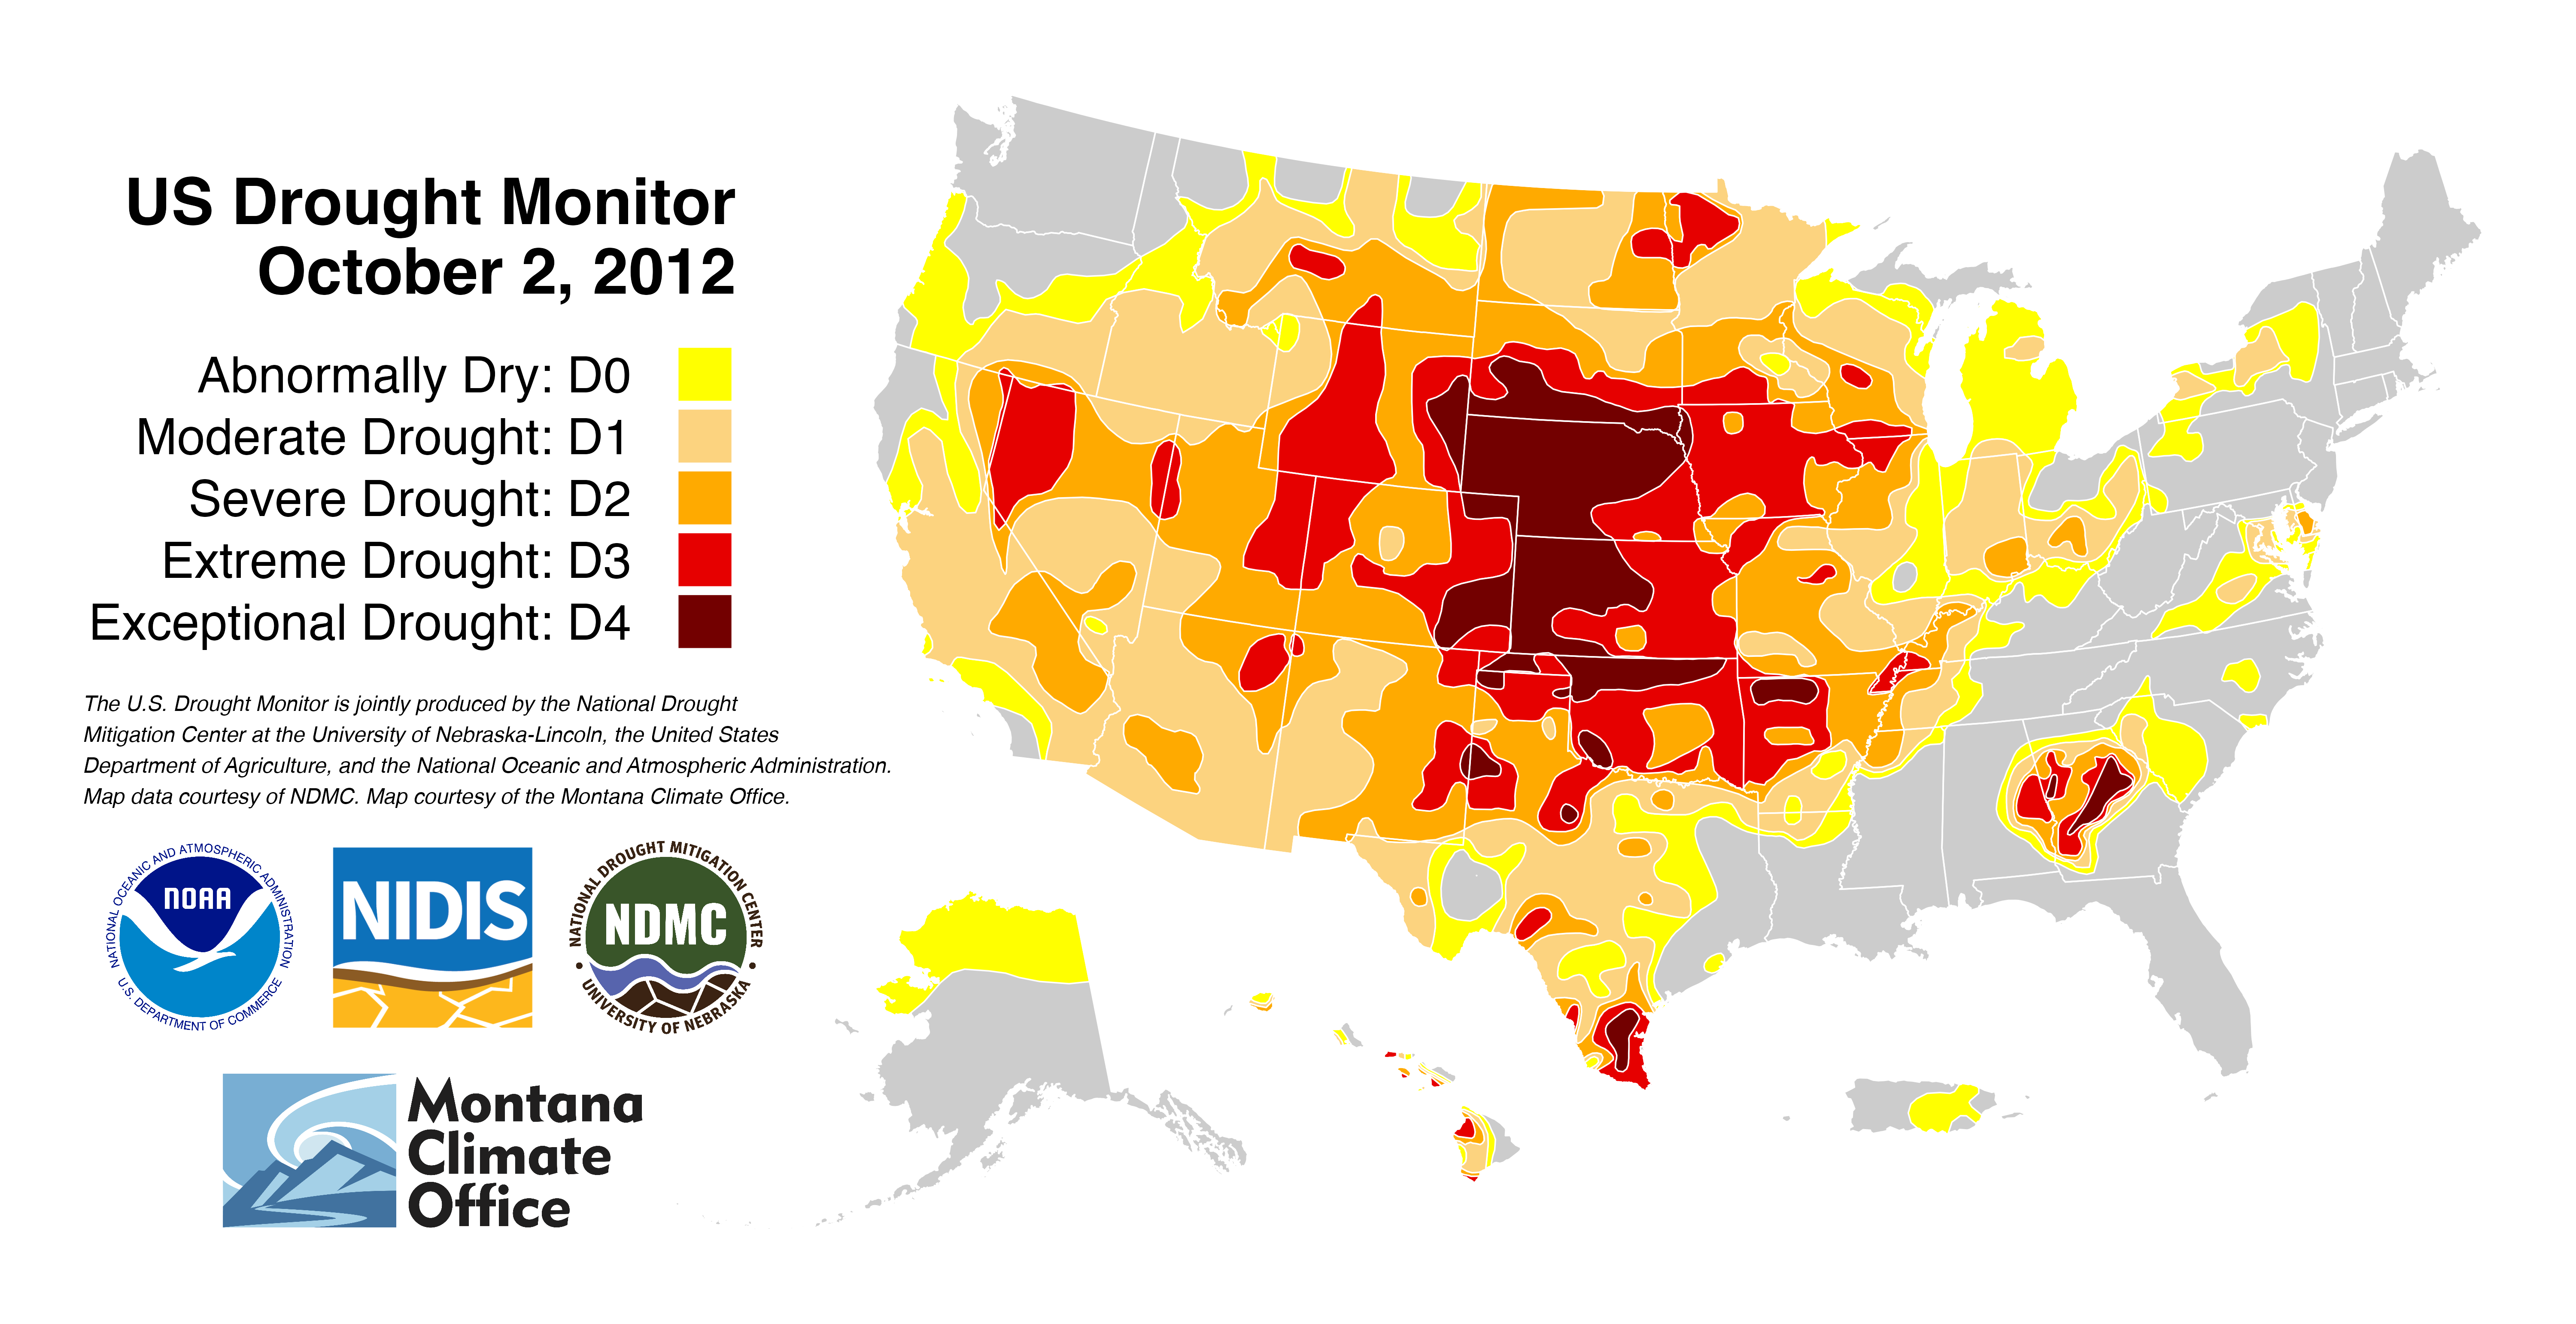 US Drought Monitor
October 2, 2012
Abnormally Dry: D0
Moderate Drought: D1
Severe Drought: D2
Extreme Drought: D3
Exceptional Drought: D4
The U.S. Drought Monitor is jointly produced by the National Drought
Mitigation Center at the University of Nebraska-Lincoln, the United States
Department of Agriculture, and the National Oceanic and Atmospheric Administration.
Map data courtesy of NDMC. Map courtesy of the Montana Climate Office.
NATIONAL OCEANIC AND ATMOSPHERIC ADMINISTRATION
NOAA
U.S. DEPARTMENT OF COMMERCE
NIDIS
NATIONAL DROUGHT MITIGATION CENTER
NDMC
UNIVERSITY OF NEBRASKA
Montana
Climate
Office